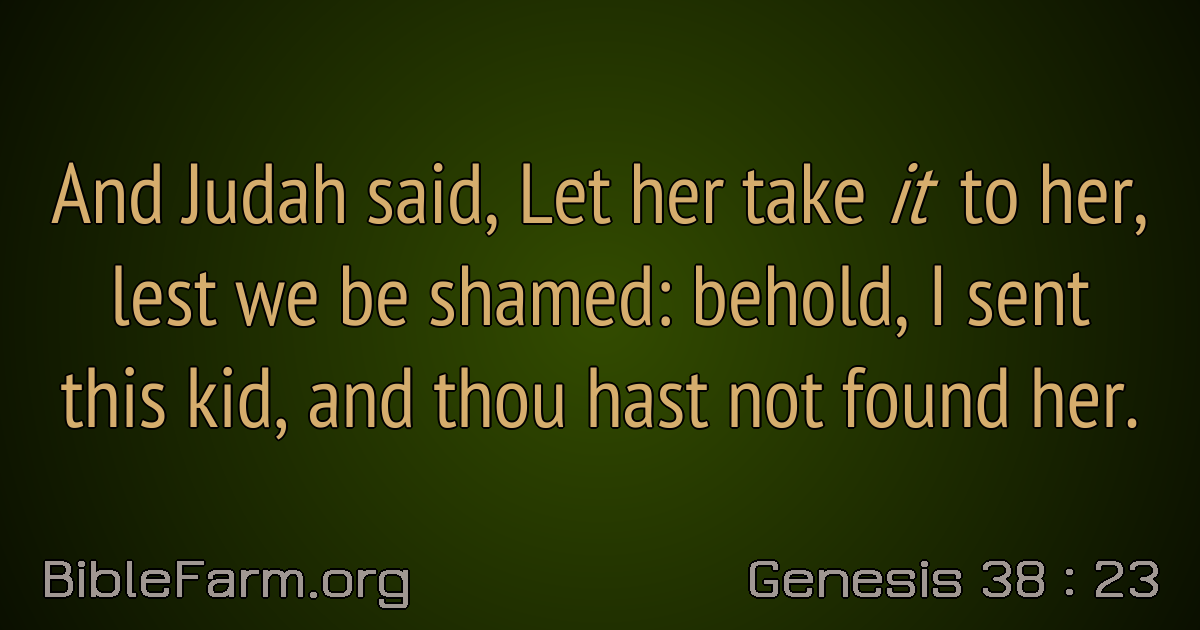 And Judah said, Let her take it to her,
lest we be shamed: behold, I sent
this kid, and thou hast not found her.
BibleFarm.org
Genesis 38 : 23